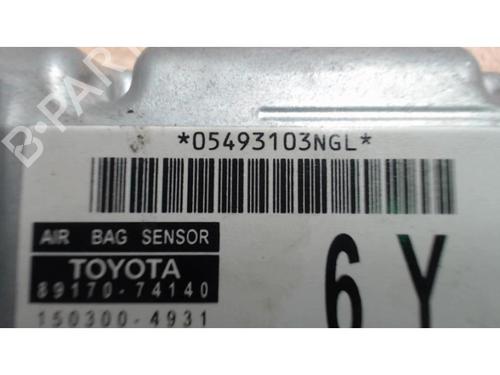 *05493103NGL*
AIR BAG SENSOR
TOYOTA
89170-74140
150300-4931
6 Y